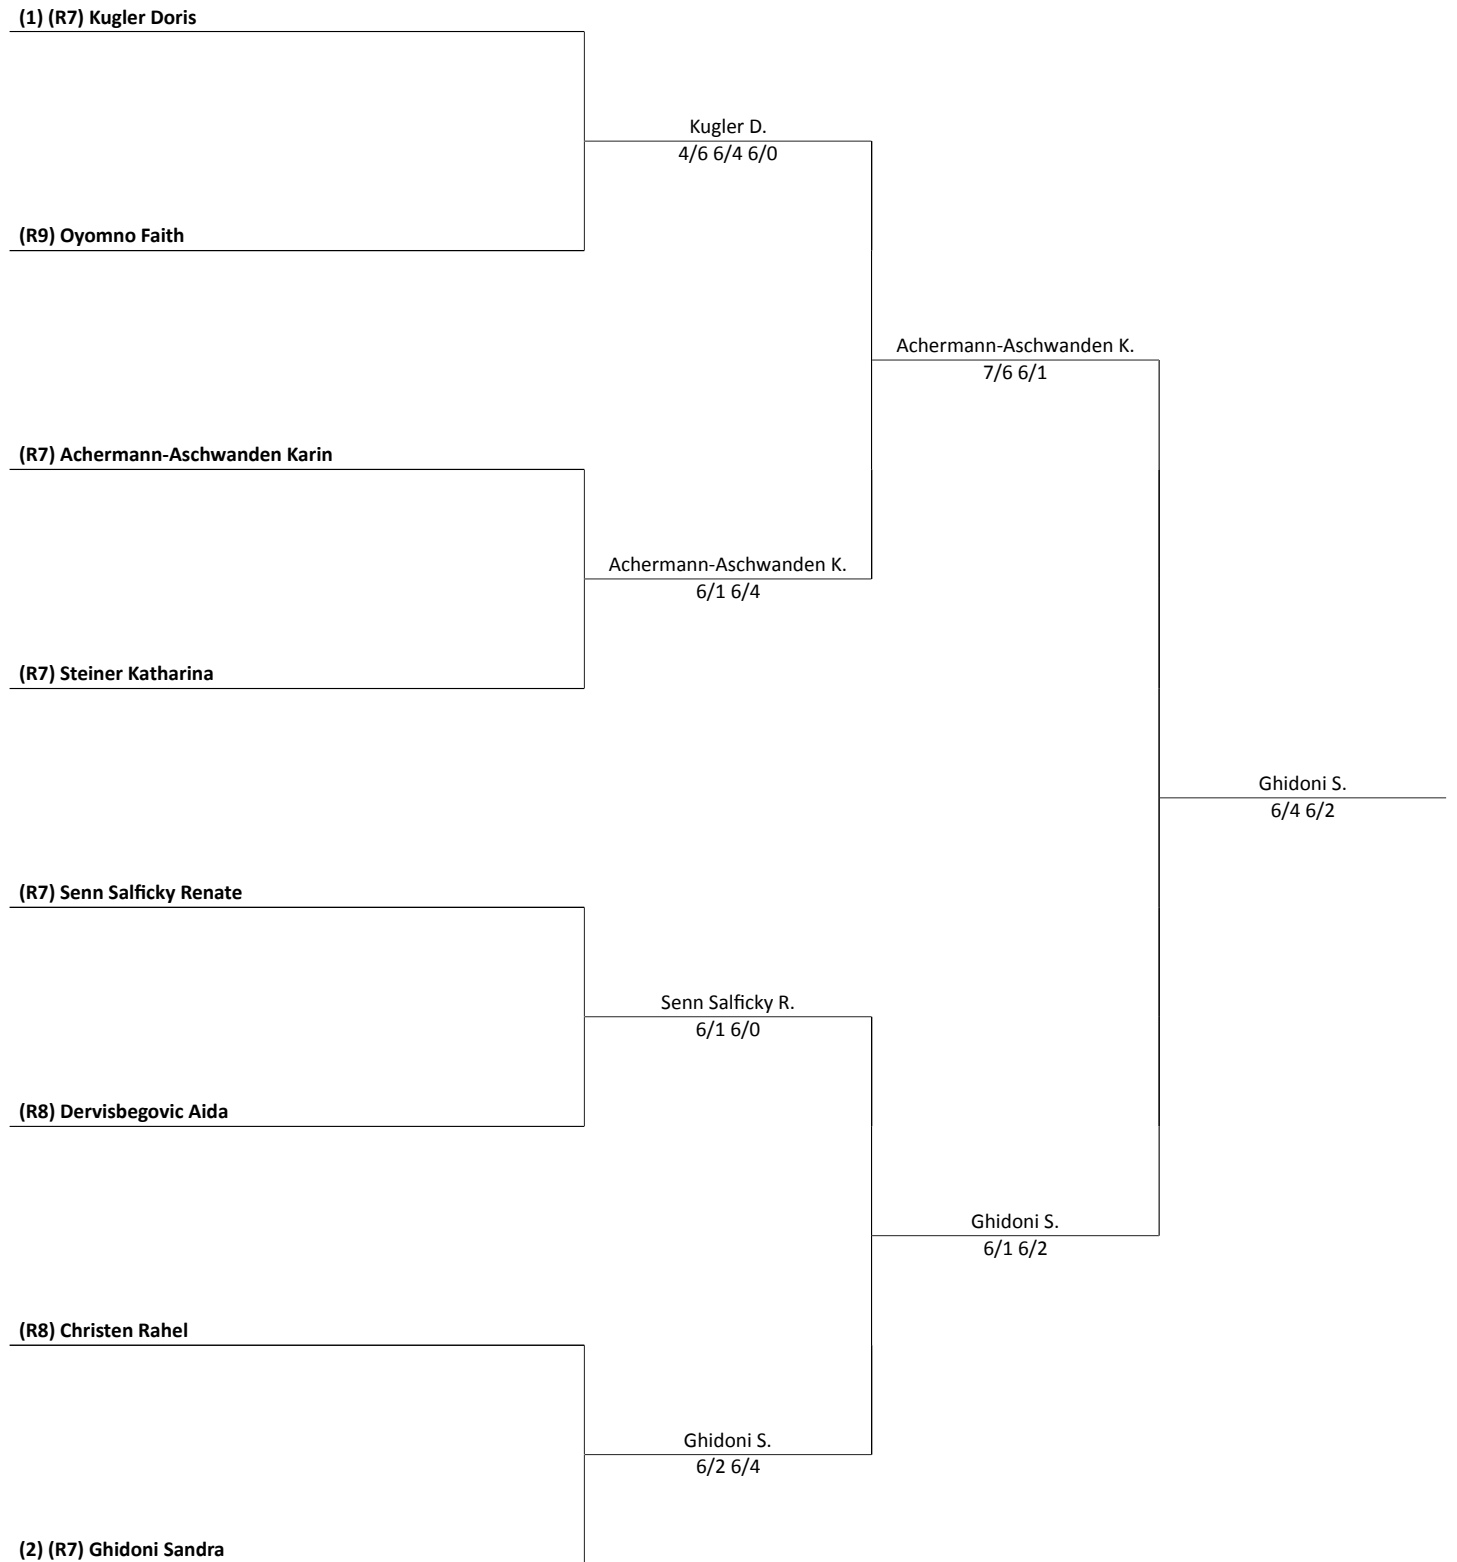 (1) (R7) Kugler Doris
Kugler D.
4/6 6/4 6/0
(R9) Oyomno Faith
Achermann-Aschwanden K.
7/6 6/1
(R7) Achermann-Aschwanden Karin
Achermann-Aschwanden K.
6/1 6/4
(R7) Steiner Katharina
Ghidoni S.
6/4 6/2
(R7) Senn Salficky Renate
Senn Salficky R.
6/1 6/0
(R8) Dervisbegovic Aida
Ghidoni S.
6/1 6/2
(R8) Christen Rahel
Ghidoni S.
6/2 6/4
(2) (R7) Ghidoni Sandra